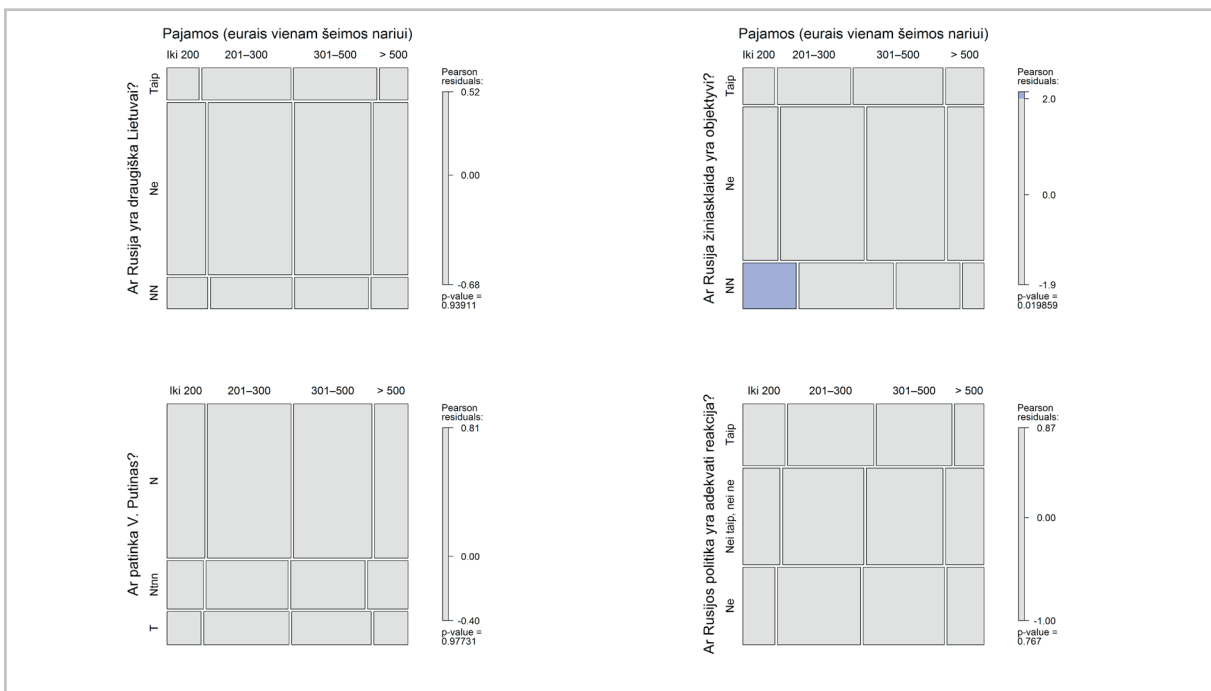 Pajamos (eurais vienam šeimos nariui)
Iki 200 201–300 301–500 > 500
Ar Rusija yra draugiška Lietuvai?
Taip
Ne
NN
Pearson
residuals:
0.52
0.00
-0.68
p-value =
0.93911
Pajamos (eurais vienam šeimos nariui)
Iki 200 201–300 301–500 > 500
Ar Rusija žiniasklaida yra objektyvi?
Taip
Ne
NN
Pearson
residuals:
2.0
0.0
-1.9
p-value =
0.019859
Iki 200 201–300 301–500 > 500
Ar patinka V. Putinas?
N
Ntnn
T
Pearson
residuals:
0.81
0.00
-0.40
p-value =
0.97731
Iki 200 201–300 301–500 > 500
Ar Rusijos politika yra adekvati reakcija?
Taip
Nei taip, nei ne
Ne
Pearson
residuals:
0.87
0.00
-1.00
p-value =
0.767